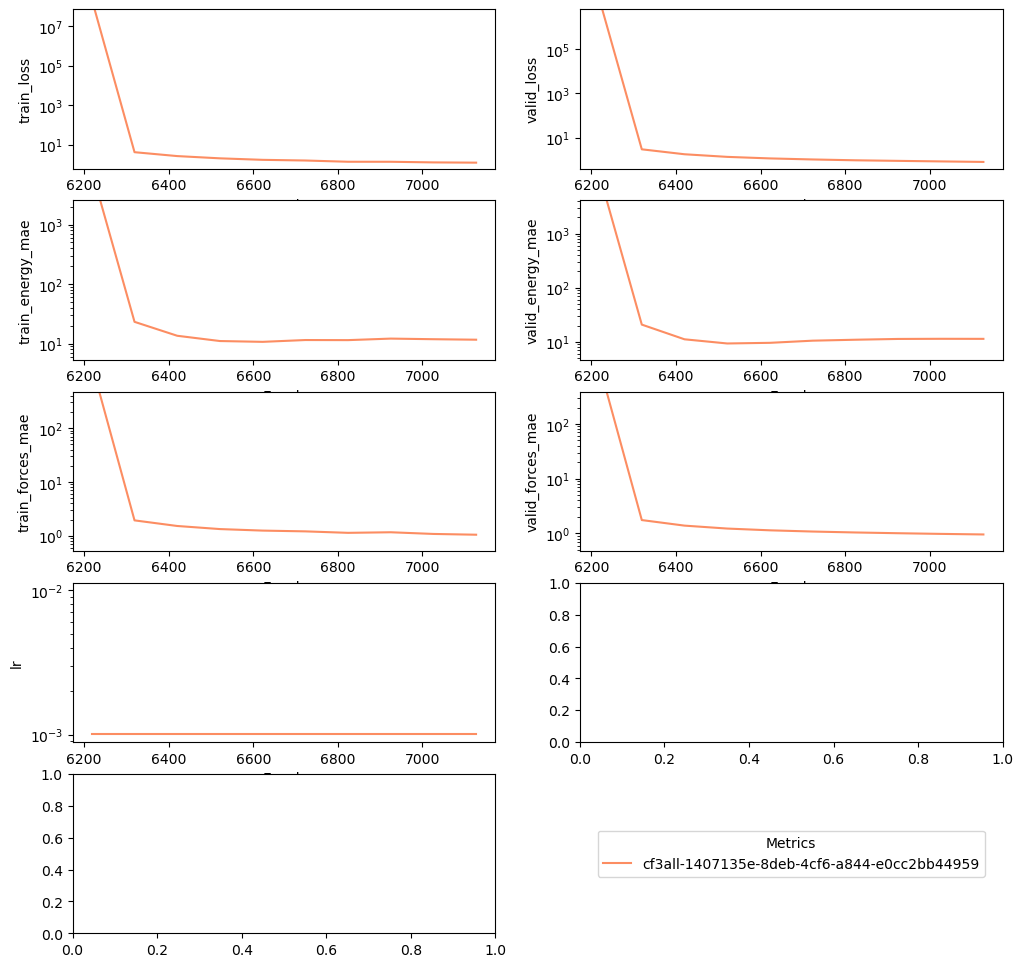 train_loss
10^7
10^5
10^3
10^1
6200 6400 6600 6800 7000
valid_loss
10^5
10^3
10^1
6200 6400 6600 6800 7000
train_energy_mae
10^3
10^2
10^1
6200 6400 6600 6800 7000
valid_energy_mae
10^3
10^2
10^1
6200 6400 6600 6800 7000
train_forces_mae
10^2
10^1
10^0
6200 6400 6600 6800 7000
valid_forces_mae
10^2
10^1
10^0
6200 6400 6600 6800 7000
lr
10^-2
10^-3
6200 6400 6600 6800 7000
1.0
0.8
0.6
0.4
0.2
0.0
0.0 0.2 0.4 0.6 0.8 1.0
1.0
0.8
0.6
0.4
0.2
0.0
0.0 0.2 0.4 0.6 0.8 1.0
Metrics
cf3all-1407135e-8deb-4cf6-a844-e0cc2bb44959